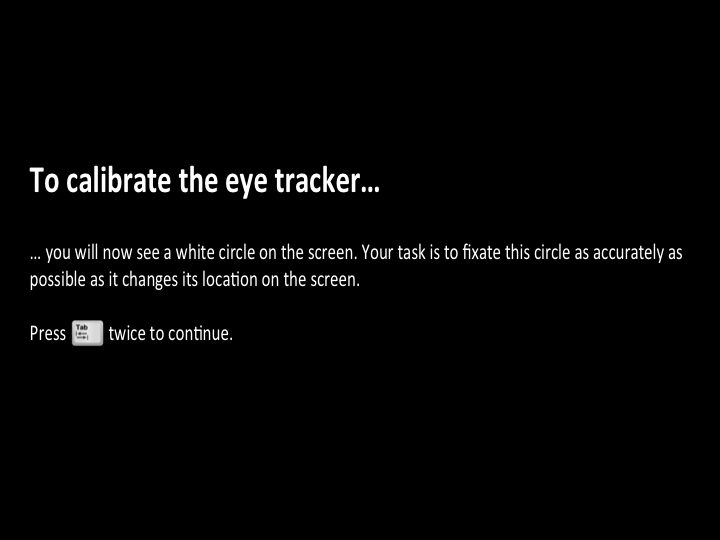 To calibrate the eye tracker...
... you will now see a white circle on the screen. Your task is to fixate this circle as accurately as
possible as it changes its location on the screen.
Press Tab twice to continue.